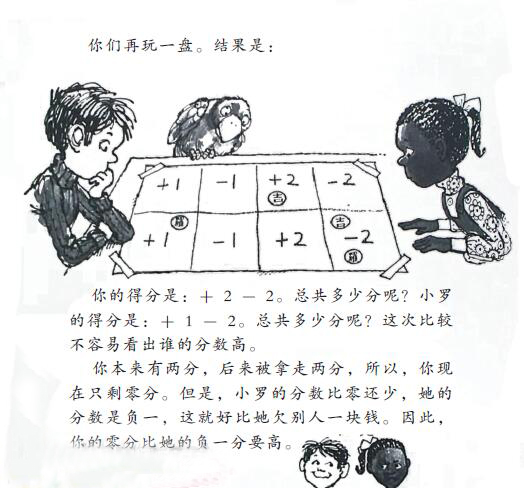 你们再玩一盘。结果是：
+1 -1 +2 -2
吉 吉
+1 -1 +2 -2
你的得分是：+ 2 - 2。总共多少分呢？小罗
的得分是：+ 1 - 2。总共多少分呢？这次比较
不容易看出谁的分数高。
你本来有两分，后来被拿走两分，所以，你现
在只剩零分。但是，小罗的分数比零还少，她的
分数是负一，这就好比她欠别人一块钱。因此，
你的零分比她的负一分要高。